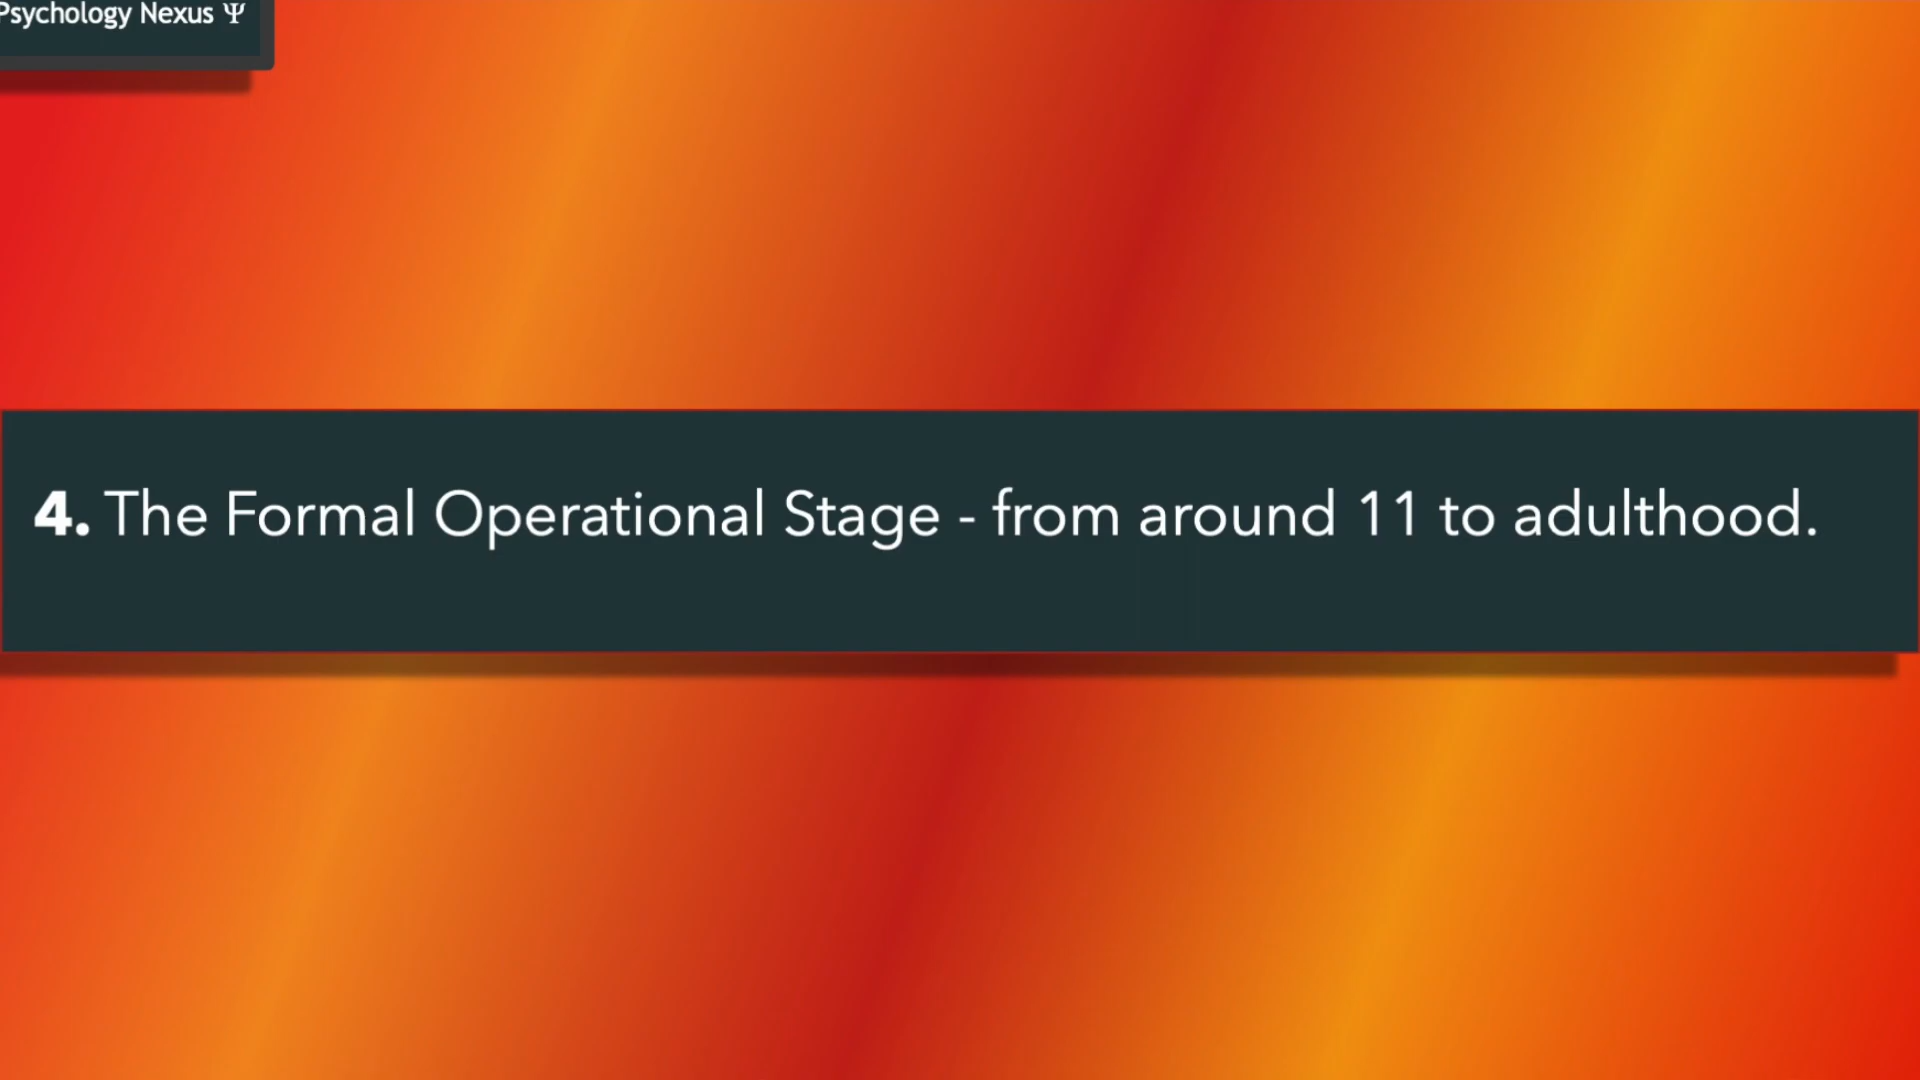 Psychology Nexus Ψ
4. The Formal Operational Stage - from around 11 to adulthood.